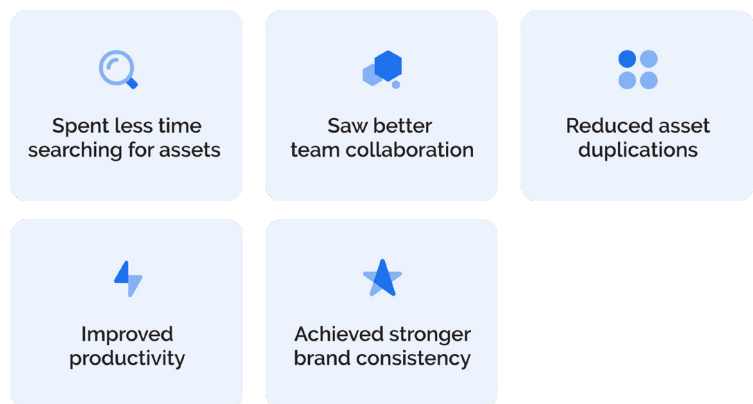 Spent less time
searching for assets
Saw better
team collaboration
Reduced asset
duplications
Improved
productivity
Achieved stronger
brand consistency